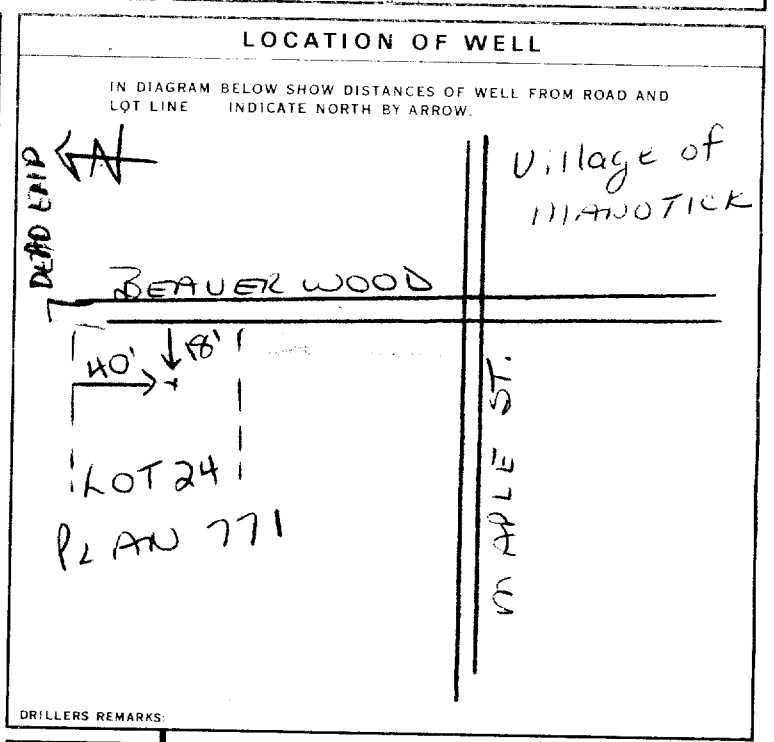 LOCATION OF WELL
IN DIAGRAM BELOW SHOW DISTANCES OF WELL FROM ROAD AND
LOT LINE INDICATE NORTH BY ARROW.
N
DEAD END
Village of
MANOTICK
BEAVERWOOD
18'
40'
LOT 24
PLAN 771
MAPLE ST.
DRILLERS REMARKS: